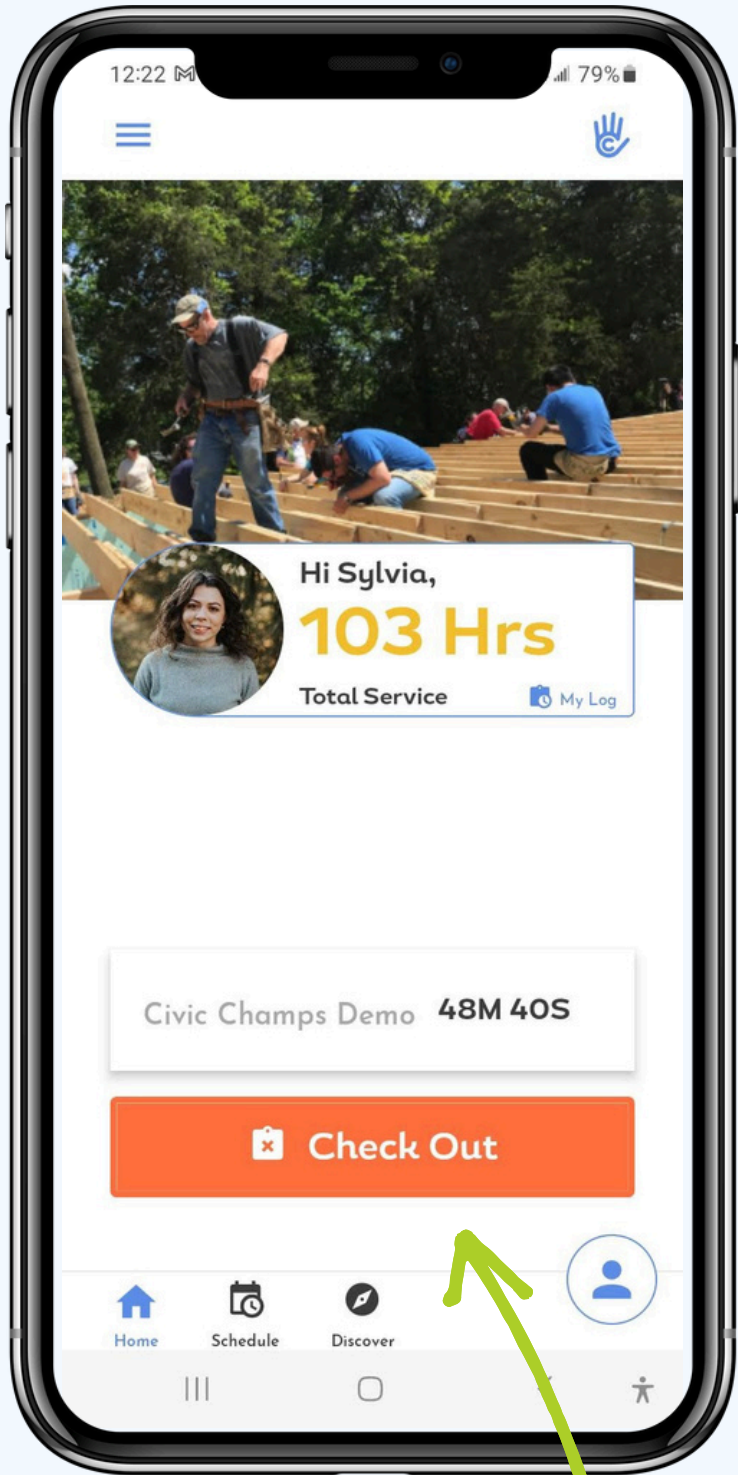 12:22 M
79%
Hi Sylvia,
103 Hrs
Total Service
My Log
Civic Champs Demo 48M 40S
Check Out
Home Schedule Discover